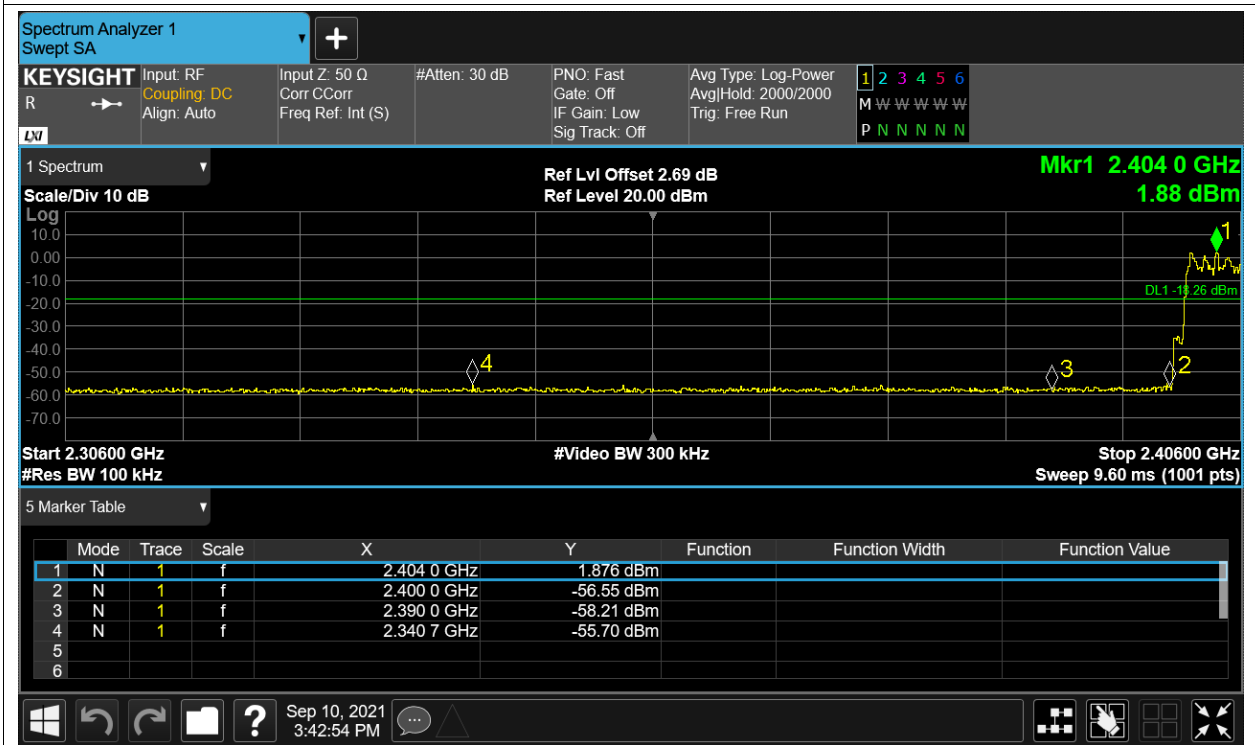 Spectrum Analyzer 1
Swept SA
+
KEYSIGHT Input: RF Input Z: 50 Ω #Atten: 30 dB PNO: Fast Avg Type: Log-Power 1 2 3 4 5 6
R Coupling: DC Corr CCorr Gate: Off Avg|Hold: 2000/2000 M W W W W W
Align: Auto Freq Ref: Int (S) IF Gain: Low Trig: Free Run
LXI Sig Track: Off P N N N N N
1 Spectrum Ref Lvl Offset 2.69 dB Mkr1 2.404 0 GHz
Scale/Div 10 dB Ref Level 20.00 dBm 1.88 dBm
Log
10.0 1
0.00
-10.0
DL1 -18.26 dBm
-20.0
-30.0
-40.0
-50.0 4 3 2
-60.0
-70.0
Start 2.30600 GHz #Video BW 300 kHz Stop 2.40600 GHz
#Res BW 100 kHz Sweep 9.60 ms (1001 pts)
5 Marker Table
Mode Trace Scale X Y Function Function Width Function Value
1 N 1 f 2.404 0 GHz 1.876 dBm
2 N 1 f 2.400 0 GHz -56.55 dBm
3 N 1 f 2.390 0 GHz -58.21 dBm
4 N 1 f 2.340 7 GHz -55.70 dBm
5
6
? Sep 10, 2021
3:42:54 PM